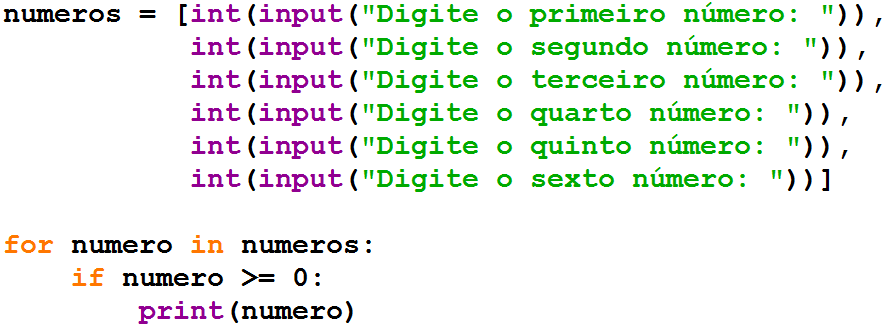 numeros = [int(input("Digite o primeiro número: ")),
           int(input("Digite o segundo número: ")),
           int(input("Digite o terceiro número: ")),
           int(input("Digite o quarto número: ")),
           int(input("Digite o quinto número: ")),
           int(input("Digite o sexto número: "))]

for numero in numeros:
    if numero >= 0:
        print(numero)